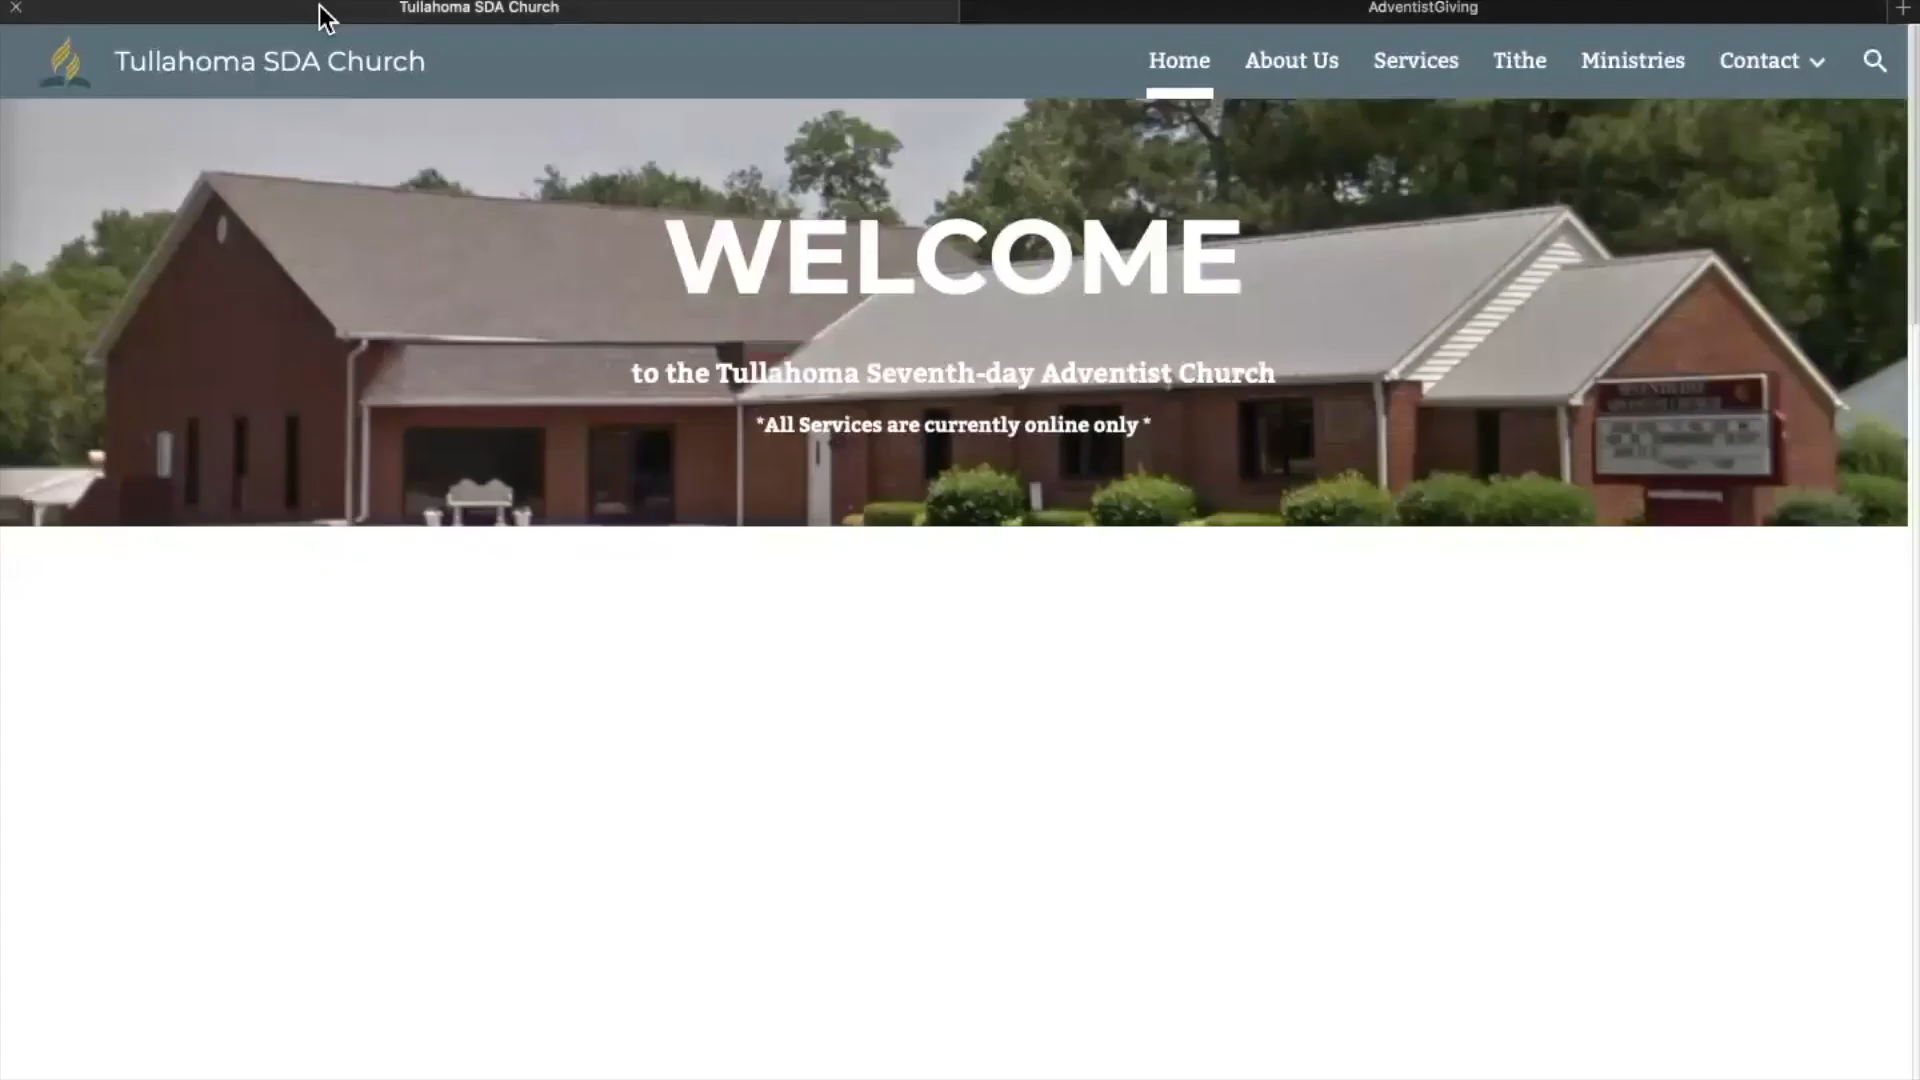 Tullahoma SDA Church
AdventistGiving
Tullahoma SDA Church
Home
About Us
Services
Tithe
Ministries
Contact
WELCOME
to the Tullahoma Seventh-day Adventist Church
*All Services are currently online only *